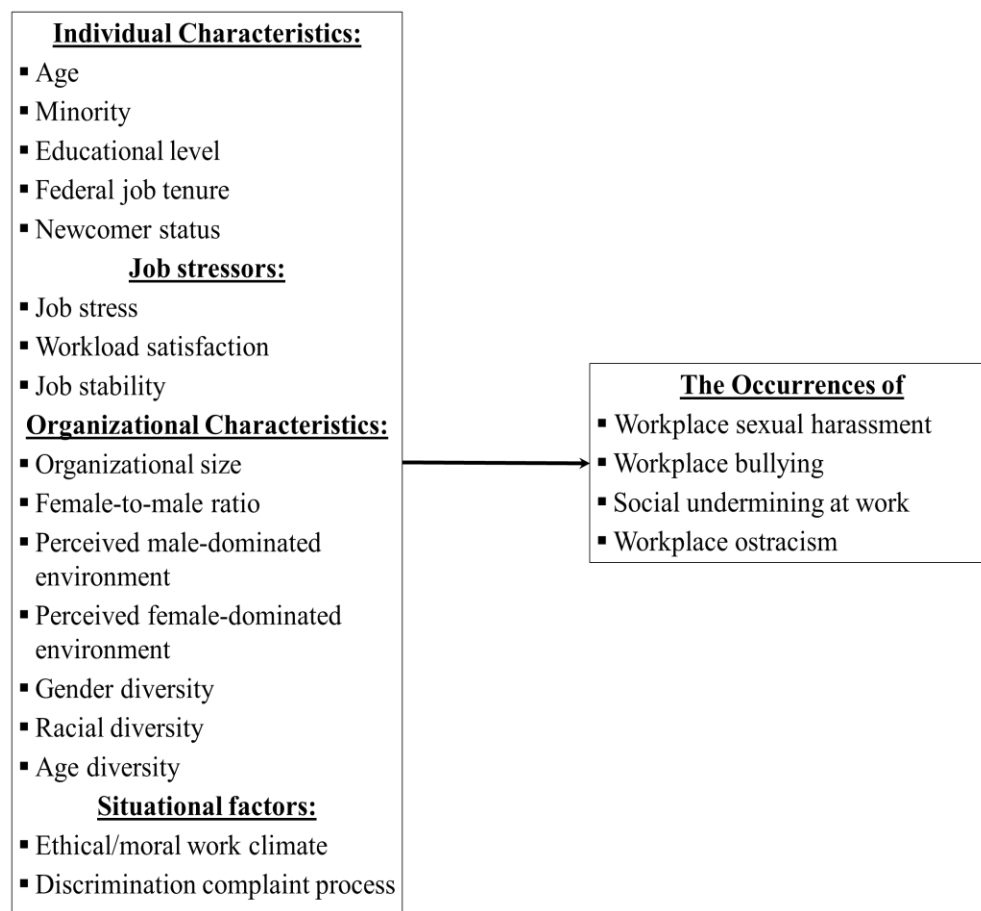 Individual Characteristics:
▪ Age
▪ Minority
▪ Educational level
▪ Federal job tenure
▪ Newcomer status
Job stressors:
▪ Job stress
▪ Workload satisfaction
▪ Job stability
Organizational Characteristics:
▪ Organizational size
▪ Female-to-male ratio
▪ Perceived male-dominated
environment
▪ Perceived female-dominated
environment
▪ Gender diversity
▪ Racial diversity
▪ Age diversity
Situational factors:
▪ Ethical/moral work climate
▪ Discrimination complaint process
The Occurrences of
▪ Workplace sexual harassment
▪ Workplace bullying
▪ Social undermining at work
▪ Workplace ostracism